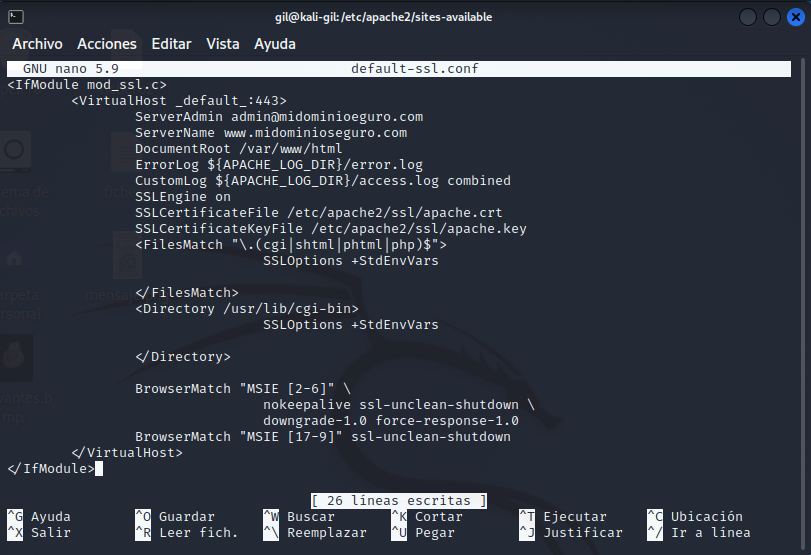 gil@kali-gil:/etc/apache2/sites-available
Archivo Acciones Editar Vista Ayuda
GNU nano 5.9 default-ssl.conf
<IfModule mod_ssl.c>
        <VirtualHost _default_:443>
                ServerAdmin admin@midominioseguro.com
                ServerName www.midominioseguro.com
                DocumentRoot /var/www/html
                ErrorLog ${APACHE_LOG_DIR}/error.log
                CustomLog ${APACHE_LOG_DIR}/access.log combined
                SSLEngine on
                SSLCertificateFile /etc/apache2/ssl/apache.crt
                SSLCertificateKeyFile /etc/apache2/ssl/apache.key
                <FilesMatch "\.(cgi|shtml|phtml|php)$">
                                SSLOptions +StdEnvVars
                </FilesMatch>
                <Directory /usr/lib/cgi-bin>
                                SSLOptions +StdEnvVars
                </Directory>
                BrowserMatch "MSIE [2-6]" \
                                nokeepalive ssl-unclean-shutdown \
                                downgrade-1.0 force-response-1.0
                BrowserMatch "MSIE [17-9]" ssl-unclean-shutdown
        </VirtualHost>
</IfModule>
[ 26 líneas escritas ]
^G Ayuda ^O Guardar ^W Buscar ^K Cortar ^T Ejecutar ^C Ubicación
^X Salir ^R Leer fich. ^\ Reemplazar ^U Pegar ^J Justificar ^/ Ir a línea